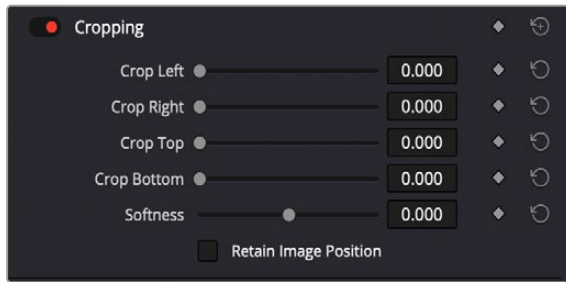 Cropping
Crop Left 0.000
Crop Right 0.000
Crop Top 0.000
Crop Bottom 0.000
Softness 0.000
Retain Image Position